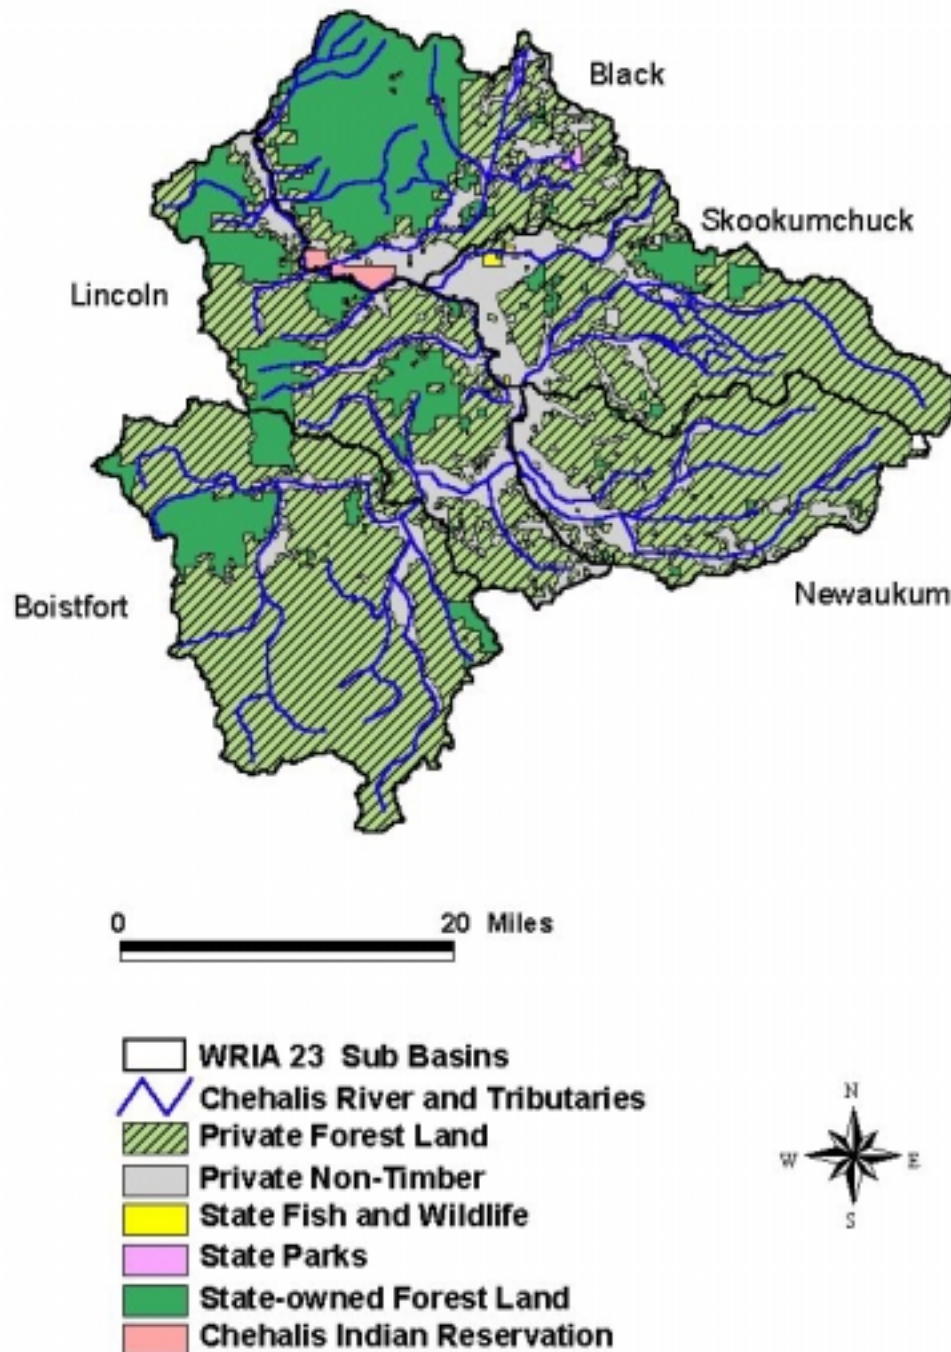 Black
Skookumchuck
Lincoln
Boistfort
Newaukum
0 20 Miles
WRIA 23 Sub Basins
Chehalis River and Tributaries
Private Forest Land
Private Non-Timber
State Fish and Wildlife
State Parks
State-owned Forest Land
Chehalis Indian Reservation
N
W E
S